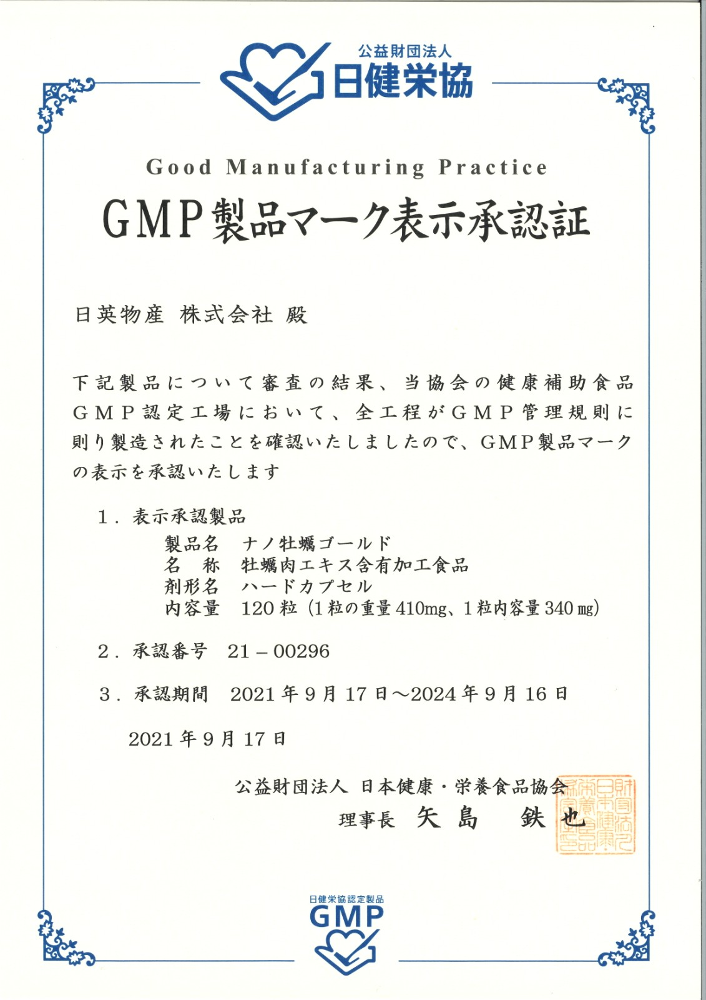 公益財団法人
日健栄協
Good Manufacturing Practice
GMP製品マーク表示承認証
日英物産 株式会社 殿
下記製品について審査の結果、当協会の健康補助食品
GMP認定工場において、全工程がGMP管理規則に
則り製造されたことを確認いたしましたので、GMP製品マーク
の表示を承認いたします
1. 表示承認製品
製品名 ナノ牡蠣ゴールド
名 称 牡蠣肉エキス含有加工食品
剤形名 ハードカプセル
内容量 120粒（1粒の重量410mg、1粒内容量340㎎）
2. 承認番号 21－00296
3. 承認期間 2021年9月17日～2024年9月16日
2021年9月17日
公益財団法人 日本健康・栄養食品協会
理事長 矢島 鉄也
日健栄協認定製品
GMP